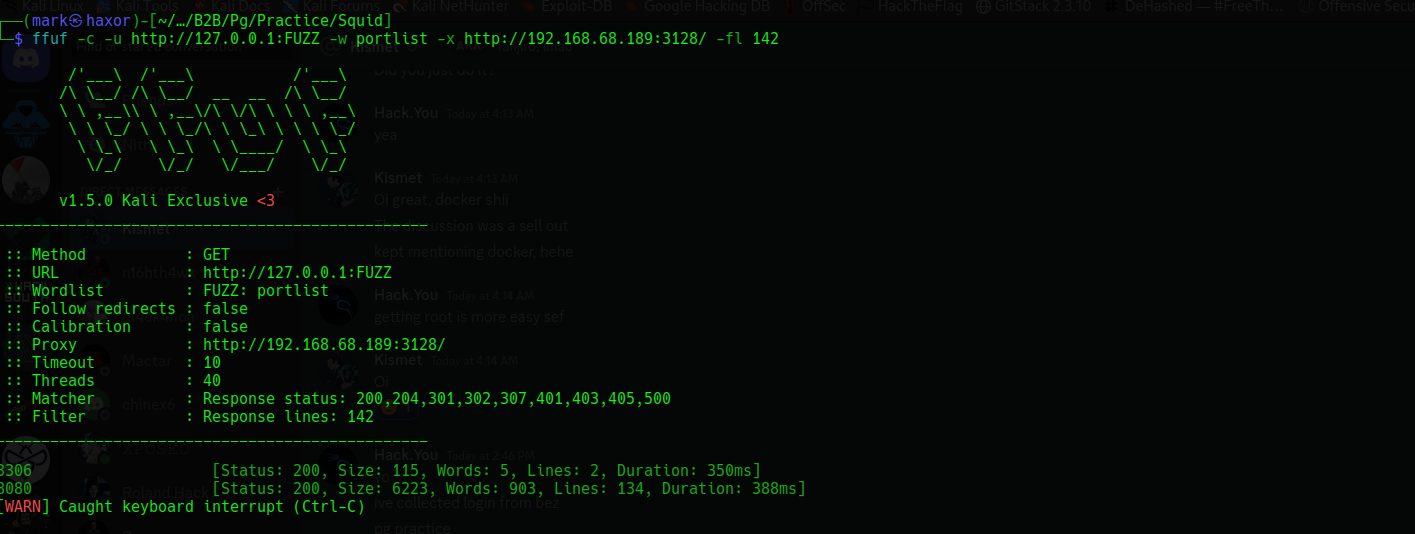 Kali Linux Kali Tools Kali Docs Kali Forums Kali NetHunter Exploit-DB Google Hacking DB OffSec HackTheFlag GitStack 2.3.10 DeHashed — #FreeTh... Offensive Secu
(mark㉿haxor)-[~/…/B2B/Pg/Practice/Squid]
$ ffuf -c -u http://127.0.0.1:FUZZ -w portlist -x http://192.168.68.189:3128/ -fl 142
Kismet
Hack.You Today at 4:13 AM
yea
Kismet Today at 4:13 AM
Oi great, docker shii
v1.5.0 Kali Exclusive <3
The discussion was a sell out
Kismet
kept mentioning docker, hehe
:: Method : GET
:: URL : http://127.0.0.1:FUZZ
:: Wordlist : FUZZ: portlist
Hack.You Today at 4:14 AM
:: Follow redirects : false
getting root is more easy sef
:: Calibration : false
:: Proxy : http://192.168.68.189:3128/
:: Timeout : 10
Mactar
Kismet Today at 4:14 AM
:: Threads : 40
Oi
:: Matcher : Response status: 200,204,301,302,307,401,403,405,500
chinex6
:: Filter : Response lines: 142
Hack.You Today at 2:46 PM
3306 [Status: 200, Size: 115, Words: 5, Lines: 2, Duration: 350ms]
8080 [Status: 200, Size: 6223, Words: 903, Lines: 134, Duration: 388ms]
Roland Hack
[WARN] Caught keyboard interrupt (Ctrl-C)
Ive collected login from bez
pg practice